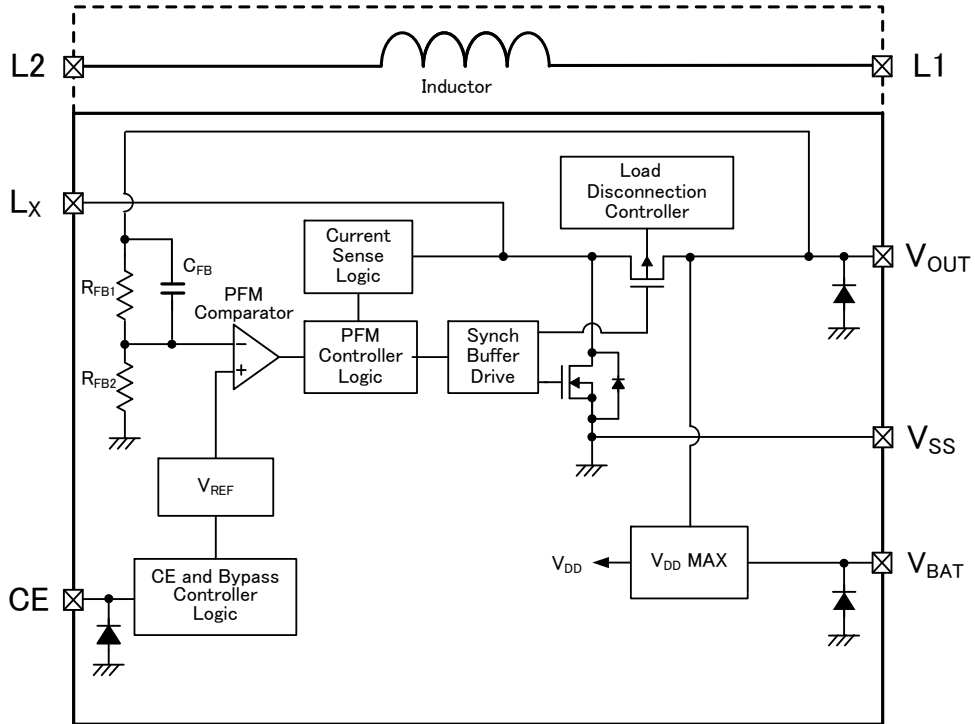 L2
L1
Inductor
LX
Load
Disconnection
Controller
Current
Sense
Logic
VOUT
CFB
RFB1
PFM
Comparator
−
+
PFM
Controller
Logic
Synch
Buffer
Drive
RFB2
VSS
VREF
VDD
VDD MAX
VBAT
CE and Bypass
Controller
Logic
CE